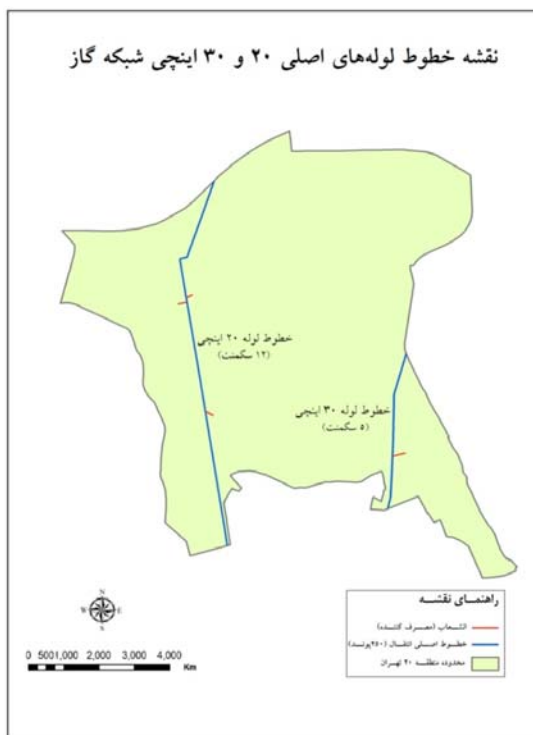 نقشه خطوط لوله‌های اصلی ۲۰ و ۳۰ اینچی شبکه گاز
خطوط لوله ۲۰ اینچی
(۱۲ سگمنت)
خطوط لوله ۳۰ اینچی
(۵ سگمنت)
N
W E
S
0 5001,000 2,000 3,000 4,000
Km
راهنمای نقشه
انشعاب (مصرف کننده)
خطوط اصلی انتقال (۲۵۰پوند)
محدوده منطقه ۲۰ تهران